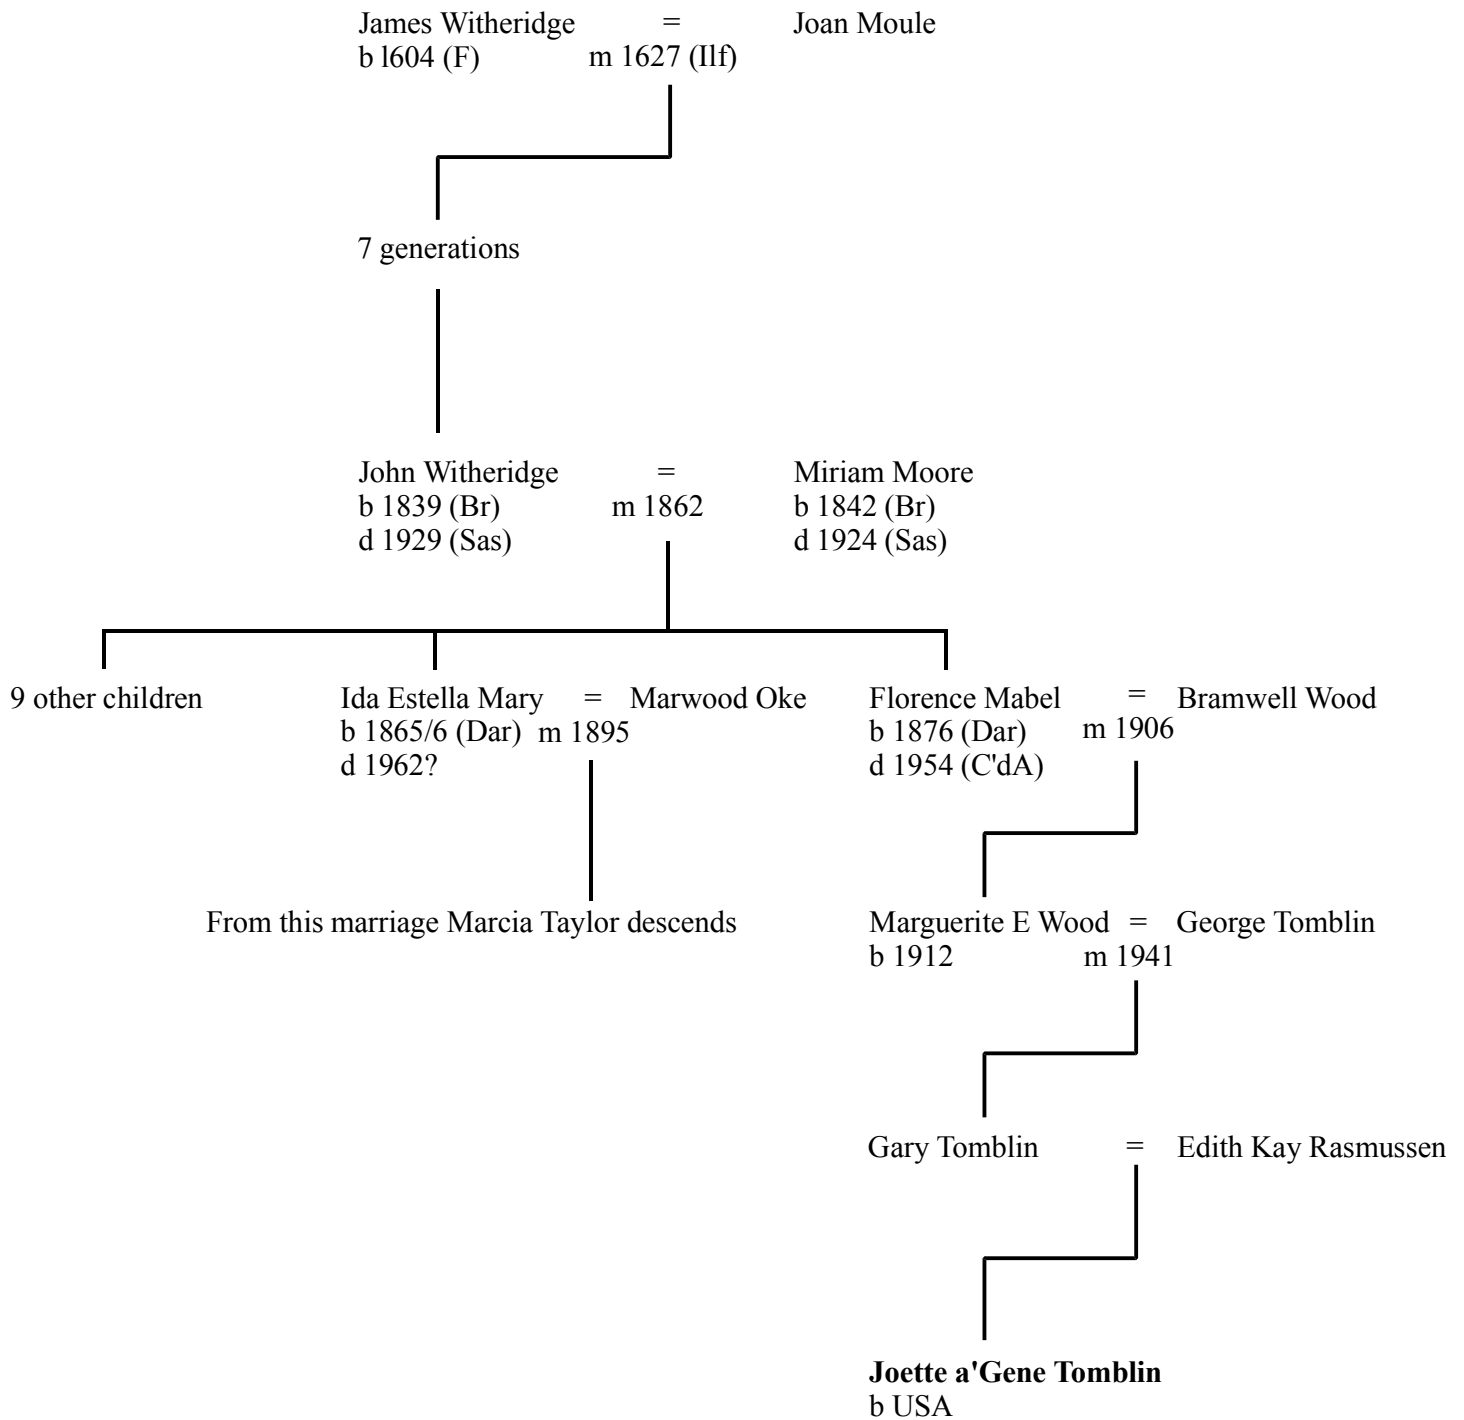 James Witheridge = Joan Moule
b l604 (F) m 1627 (Ilf)
7 generations
John Witheridge = Miriam Moore
b 1839 (Br) m 1862 b 1842 (Br)
d 1929 (Sas) d 1924 (Sas)
9 other children Ida Estella Mary = Marwood Oke Florence Mabel = Bramwell Wood
b 1865/6 (Dar) m 1895 b 1876 (Dar) m 1906
d 1962? d 1954 (C'dA)
From this marriage Marcia Taylor descends Marguerite E Wood = George Tomblin
b 1912 m 1941
Gary Tomblin = Edith Kay Rasmussen
Joette a'Gene Tomblin
b USA